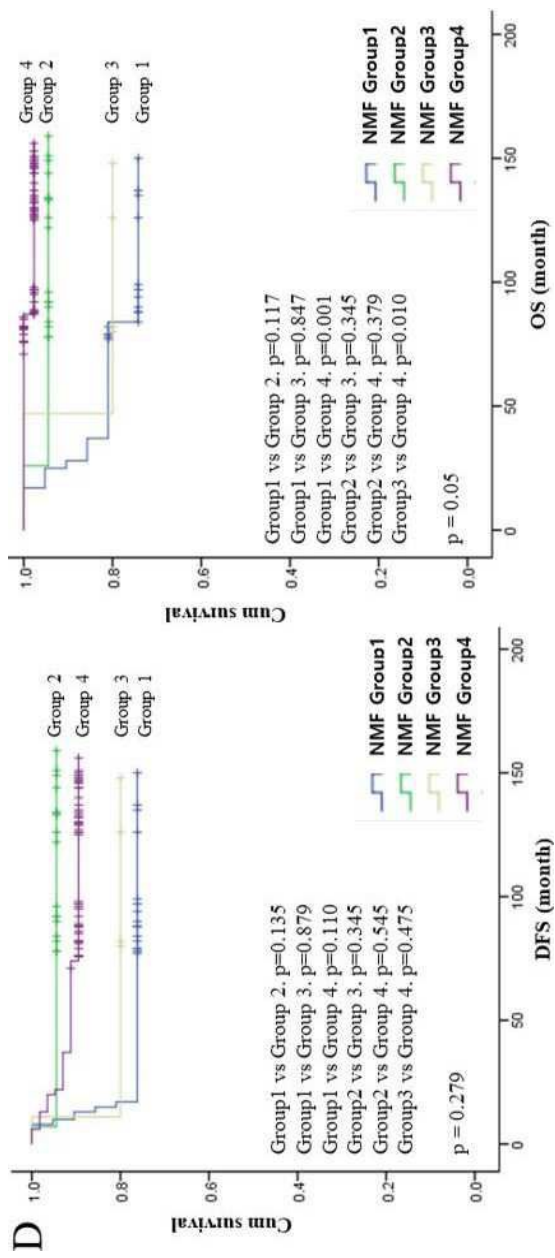 D
Cum survival
1.0
0.8
0.6
0.4
0.2
0.0
Group 2
Group 4
Group 3
Group 1
Group1 vs Group 2. p=0.135
Group1 vs Group 3. p=0.879
Group1 vs Group 4. p=0.110
Group2 vs Group 3. p=0.345
Group2 vs Group 4. p=0.545
Group3 vs Group 4. p=0.475
p = 0.279
NMF Group1
NMF Group2
NMF Group3
NMF Group4
0
50
100
150
200
DFS (month)
Cum survival
1.0
0.8
0.6
0.4
0.2
0.0
Group 4
Group 2
Group 3
Group 1
Group1 vs Group 2. p=0.117
Group1 vs Group 3. p=0.847
Group1 vs Group 4. p=0.001
Group2 vs Group 3. p=0.345
Group2 vs Group 4. p=0.379
Group3 vs Group 4. p=0.010
p = 0.05
NMF Group1
NMF Group2
NMF Group3
NMF Group4
0
50
100
150
200
OS (month)